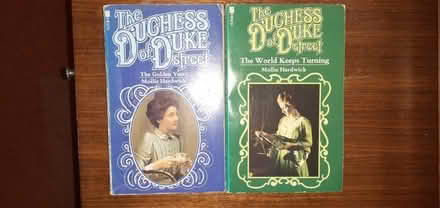 The
DUCHESS
of DUKE
street
The Golden Years
Mollie Hardwick
The
DUCHESS
of DUKE
street
The World Keeps Turning
Mollie Hardwick